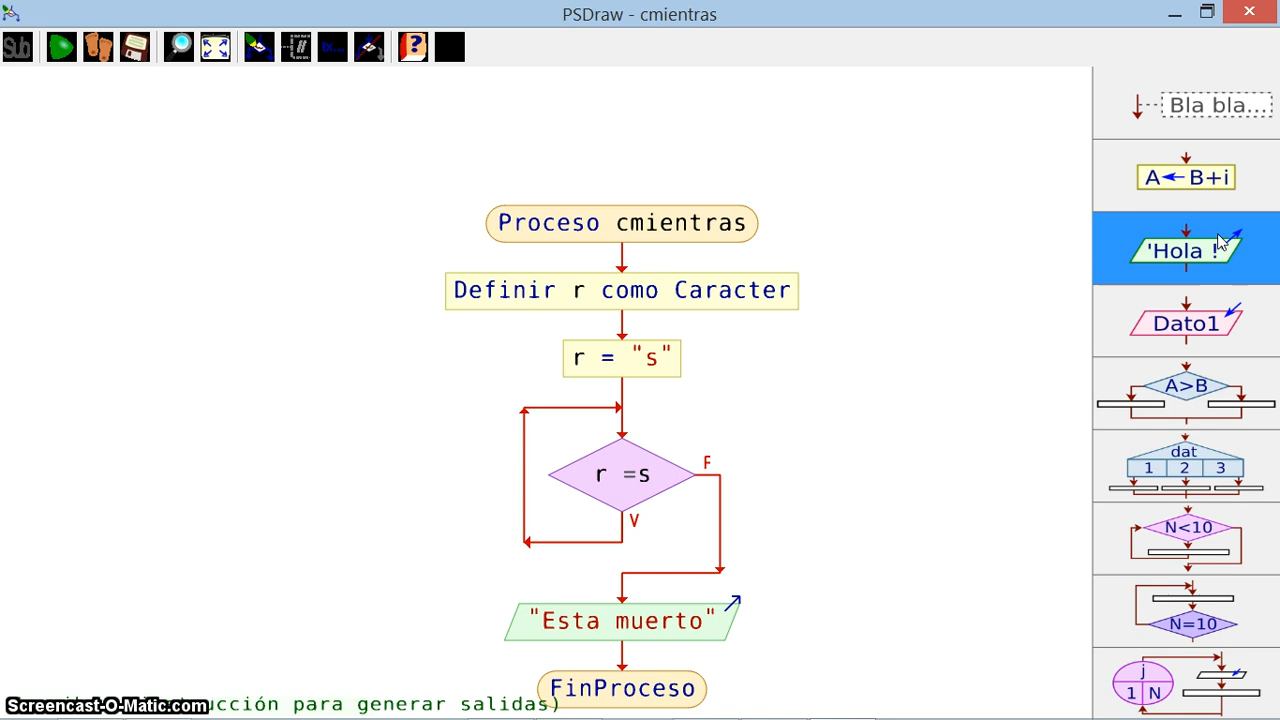 PSDraw - cmientras
Sub
Bla bla...
A B+i
'Hola !'
Dato1
A>B
dat
1 2 3
N<10
N=10
j
1 N
Proceso cmientras
Definir r como Caracter
r = "s"
r =s
F
V
"Esta muerto"
FinProceso
Screencast-O-Matic.com
ucción para generar salidas)